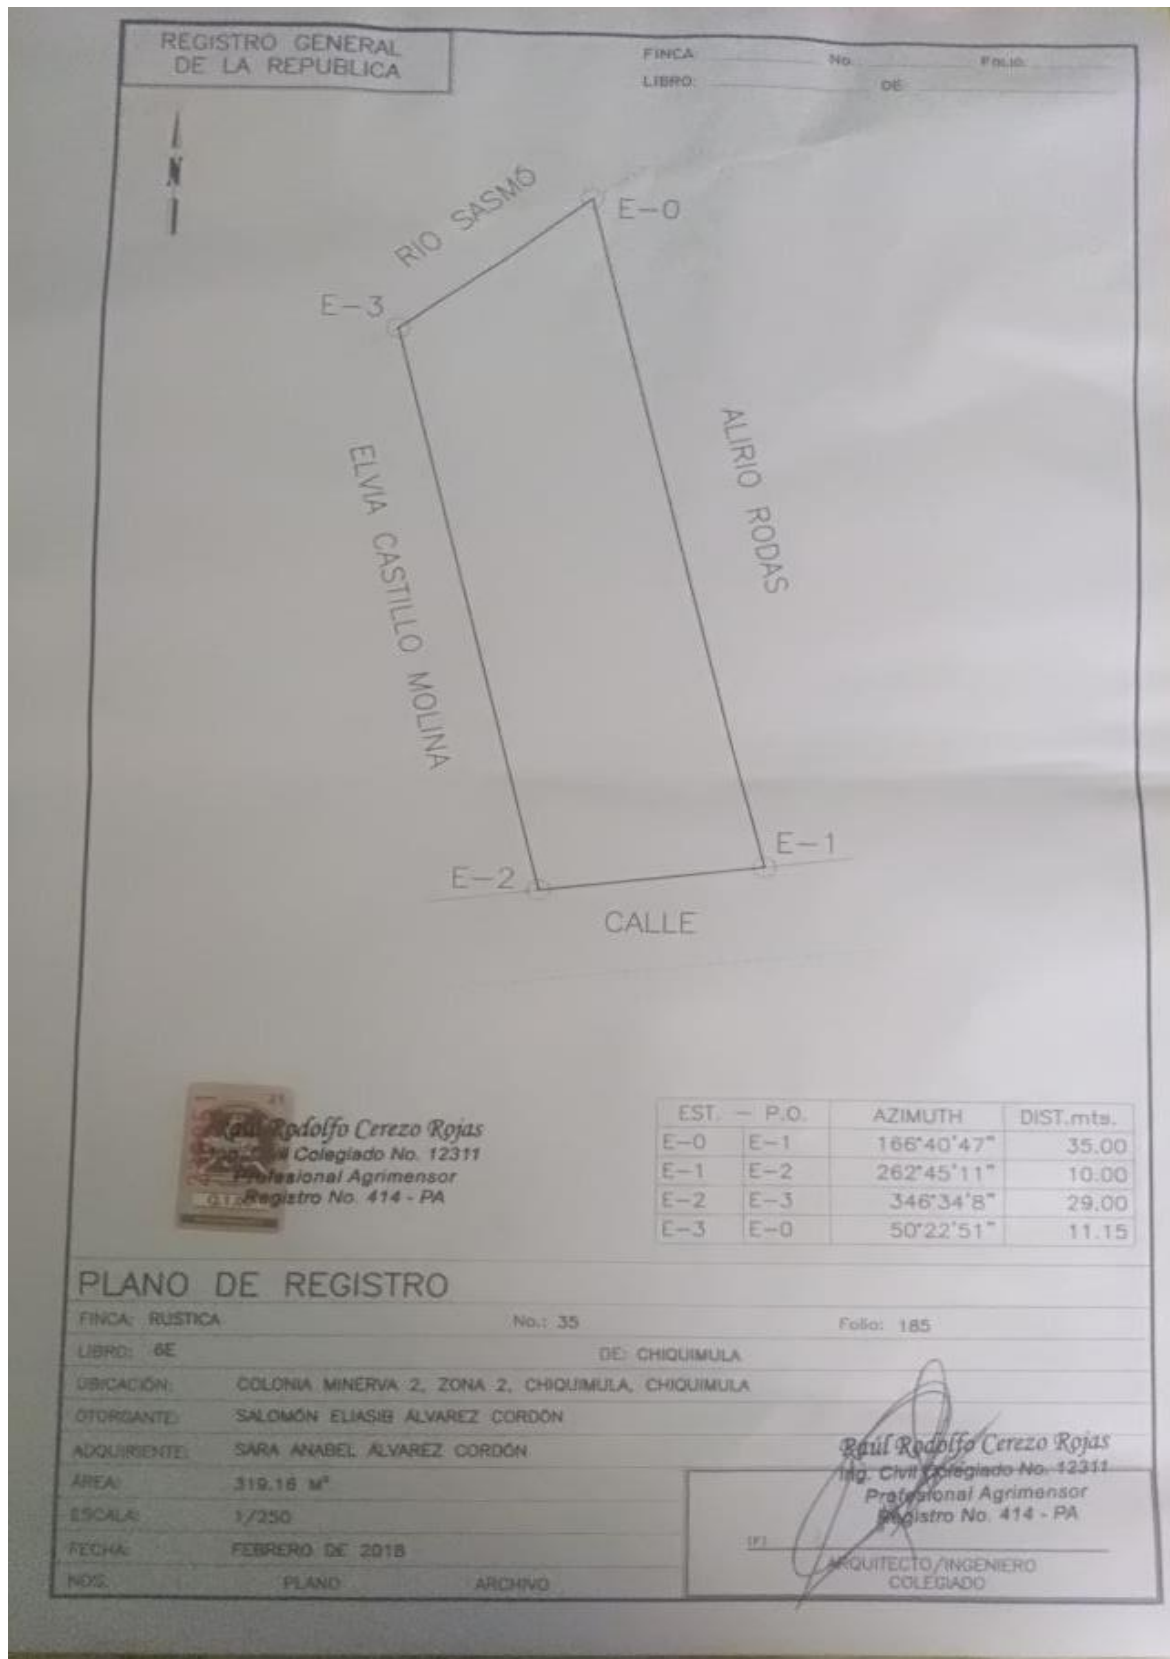 REGISTRO GENERAL
DE LA REPUBLICA
FINCA: No. FOLIO:
LIBRO: DE:
N
RIO SASMÓ
E-0
E-3
ALIRIO RODAS
ELVIA CASTILLO MOLINA
E-1
E-2
CALLE
Raúl Rodolfo Cerezo Rojas
Ing. Civil Colegiado No. 12311
Profesional Agrimensor
Registro No. 414 - PA
EST. - P.O. AZIMUTH DIST.mts.
E-0 E-1 166°40'47" 35.00
E-1 E-2 262°45'11" 10.00
E-2 E-3 346°34'8" 29.00
E-3 E-0 50°22'51" 11.15
PLANO DE REGISTRO
FINCA: RUSTICA No.: 35 Folio: 185
LIBRO: 6E DE: CHIQUIMULA
UBICACIÓN: COLONIA MINERVA 2, ZONA 2, CHIQUIMULA, CHIQUIMULA
OTORGANTE: SALOMÓN ELIASIB ÁLVAREZ CORDÓN
ADQUIRIENTE: SARA ANABEL ÁLVAREZ CORDÓN
ÁREA: 319.16 M²
ESCALA: 1/250
FECHA: FEBRERO DE 2018
NOS. PLANO ARCHIVO
Raúl Rodolfo Cerezo Rojas
Ing. Civil Colegiado No. 12311
Profesional Agrimensor
Registro No. 414 - PA
(F)
ARQUITECTO/INGENIERO
COLEGIADO